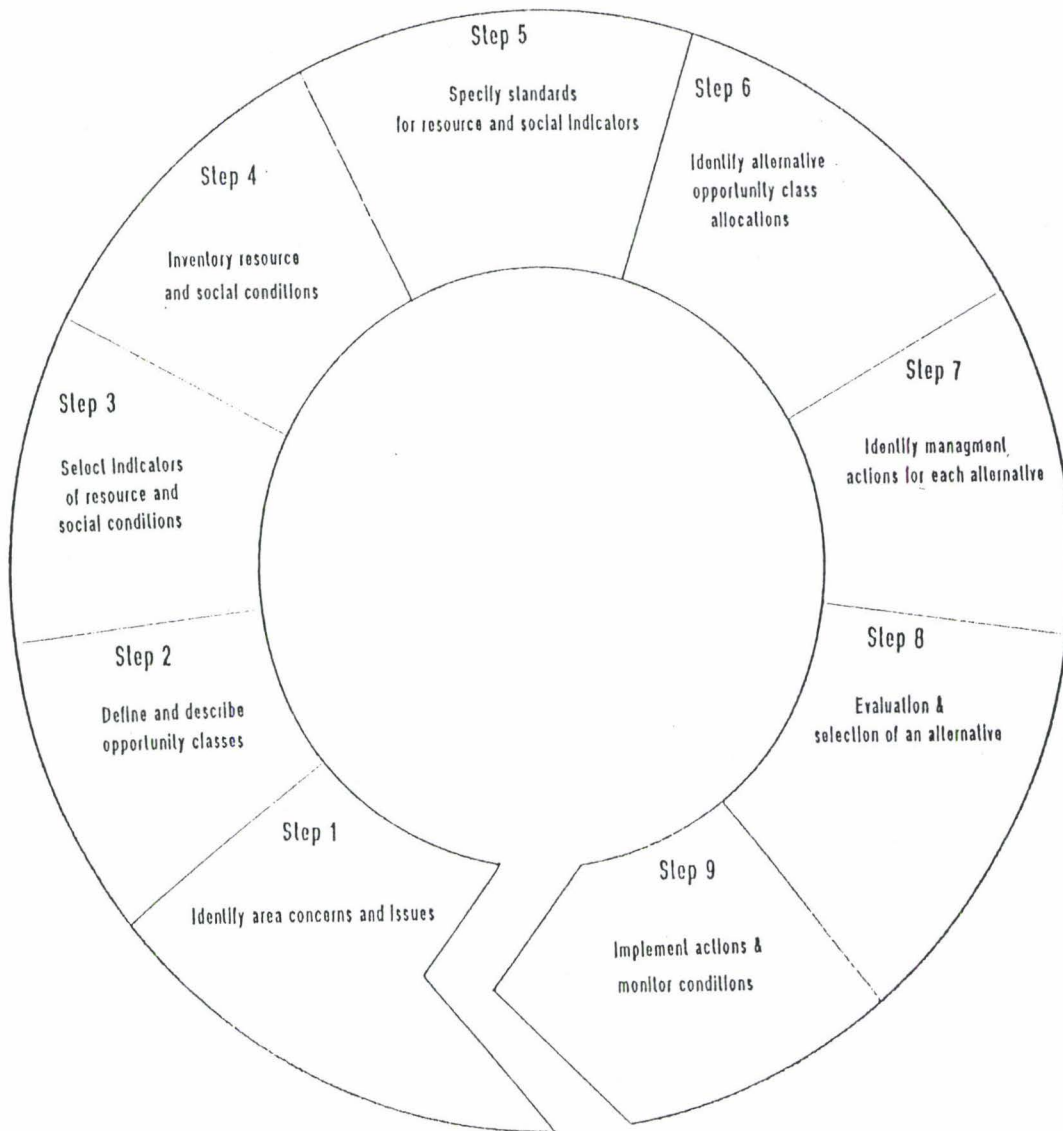 Step 1
Identify area concerns and issues
Step 2
Define and describe
opportunity classes
Step 3
Select indicators
of resource and
social conditions
Step 4
Inventory resource
and social conditions
Step 5
Specify standards
for resource and social indicators
Step 6
Identify alternative
opportunity class
allocations
Step 7
Identify managment
actions for each alternative
Step 8
Evaluation &
selection of an alternative
Step 9
Implement actions &
monitor conditions